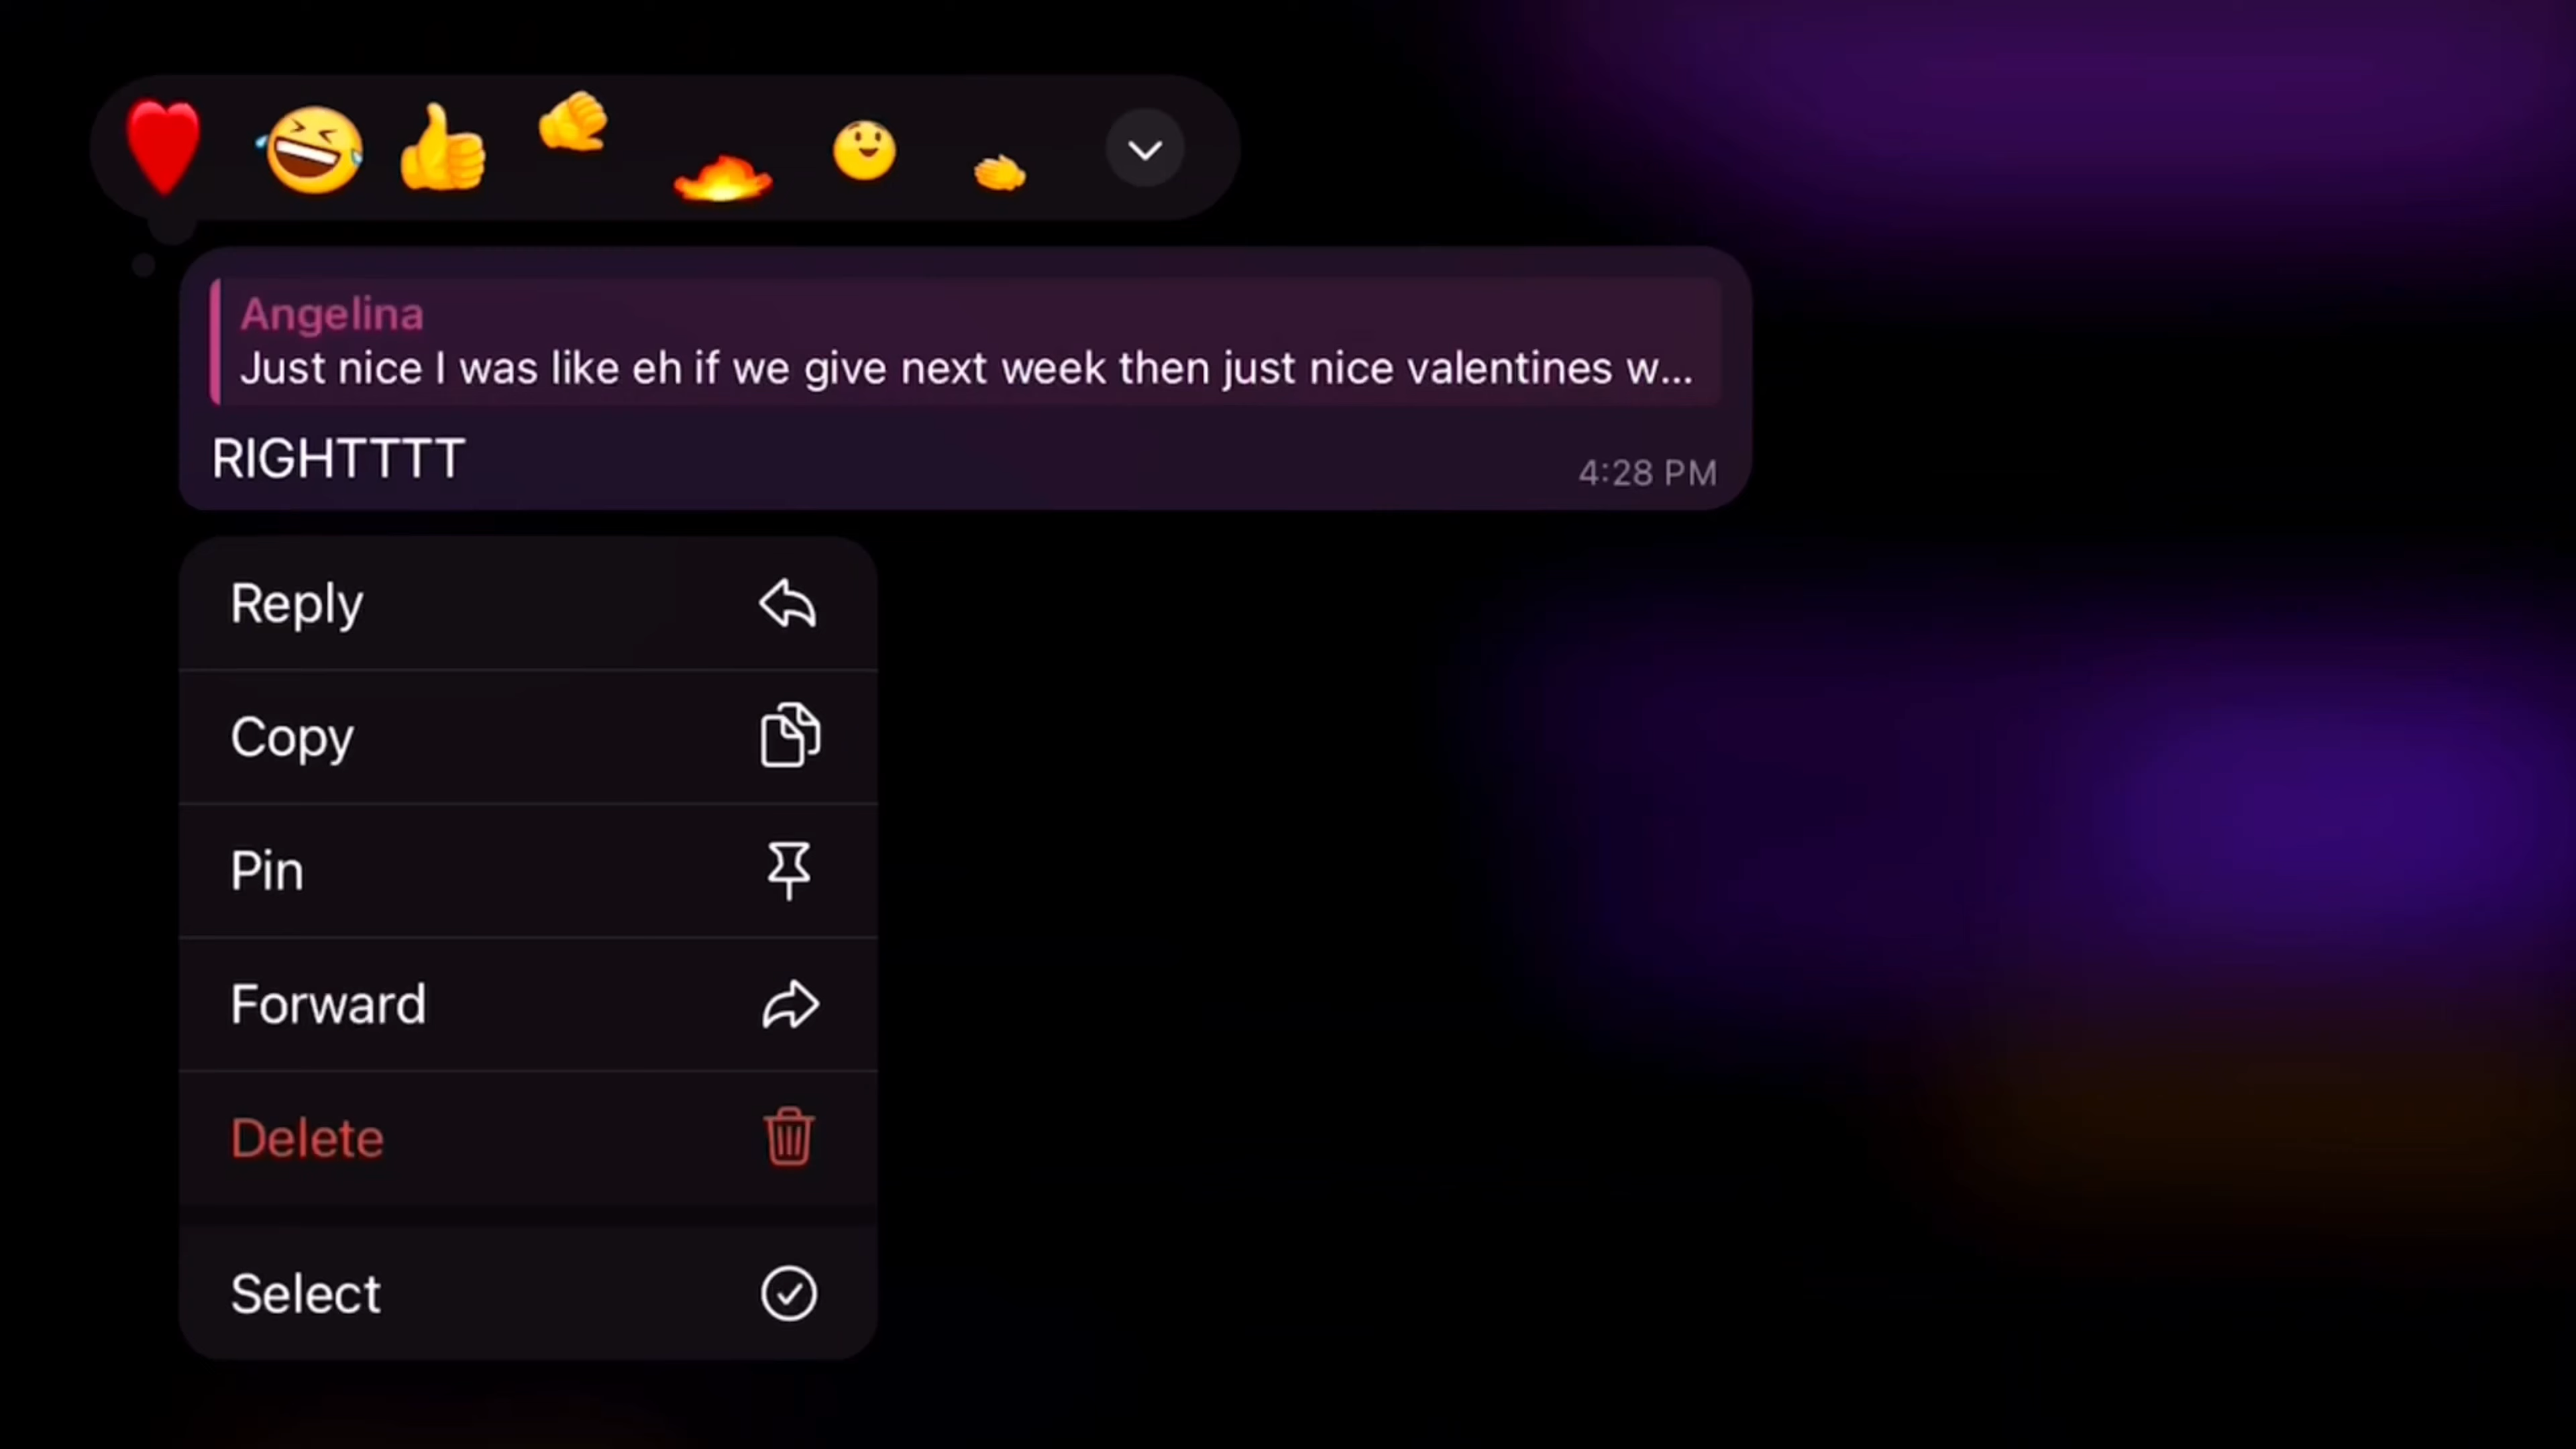 Angelina
Just nice I was like eh if we give next week then just nice valentines w...
RIGHTTTT
4:28 PM
Reply
Copy
Pin
Forward
Delete
Select